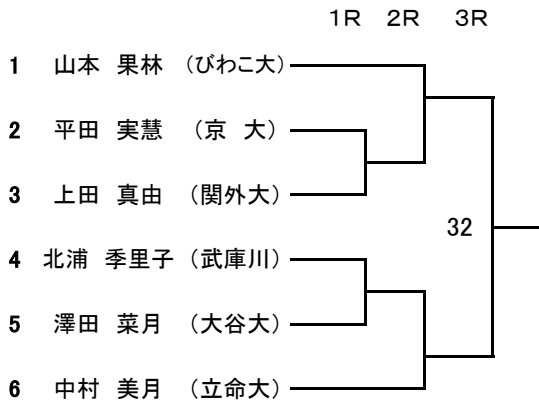 1R 2R 3R
1 山本 果林 (びわこ大)
2 平田 実慧 (京 大)
3 上田 真由 (関外大)
32
4 北浦 季里子 (武庫川)
5 澤田 菜月 (大谷大)
6 中村 美月 (立命大)